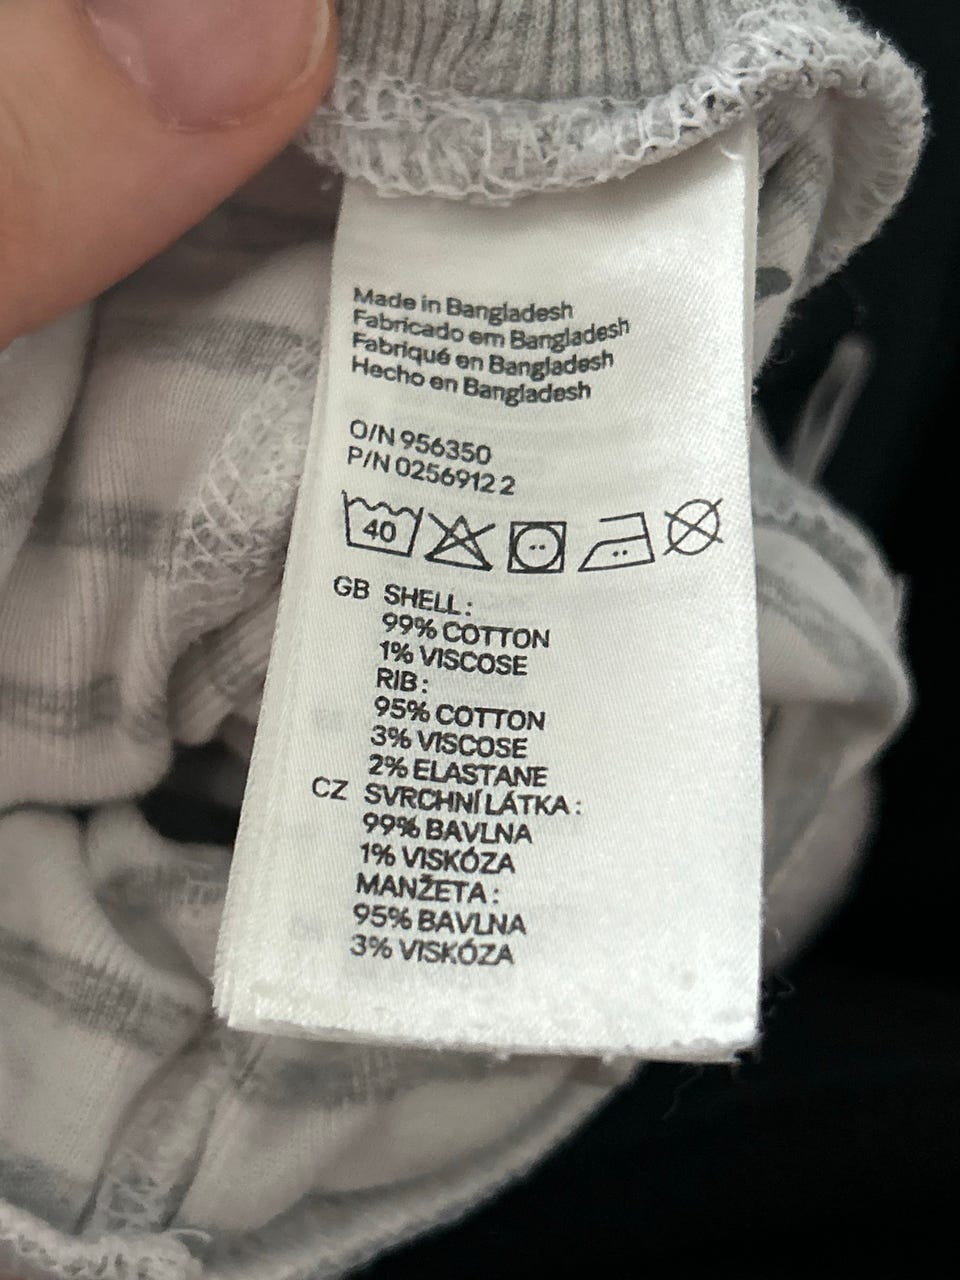 Made in Bangladesh
Fabricado em Bangladesh
Fabriqué en Bangladesh
Hecho en Bangladesh
O/N 956350
P/N 0256912 2
40
GB SHELL:
99% COTTON
1% VISCOSE
RIB:
95% COTTON
3% VISCOSE
2% ELASTANE
CZ SVRCHNÍ LÁTKA:
99% BAVLNA
1% VISKÓZA
MANŽETA:
95% BAVLNA
3% VISKÓZA